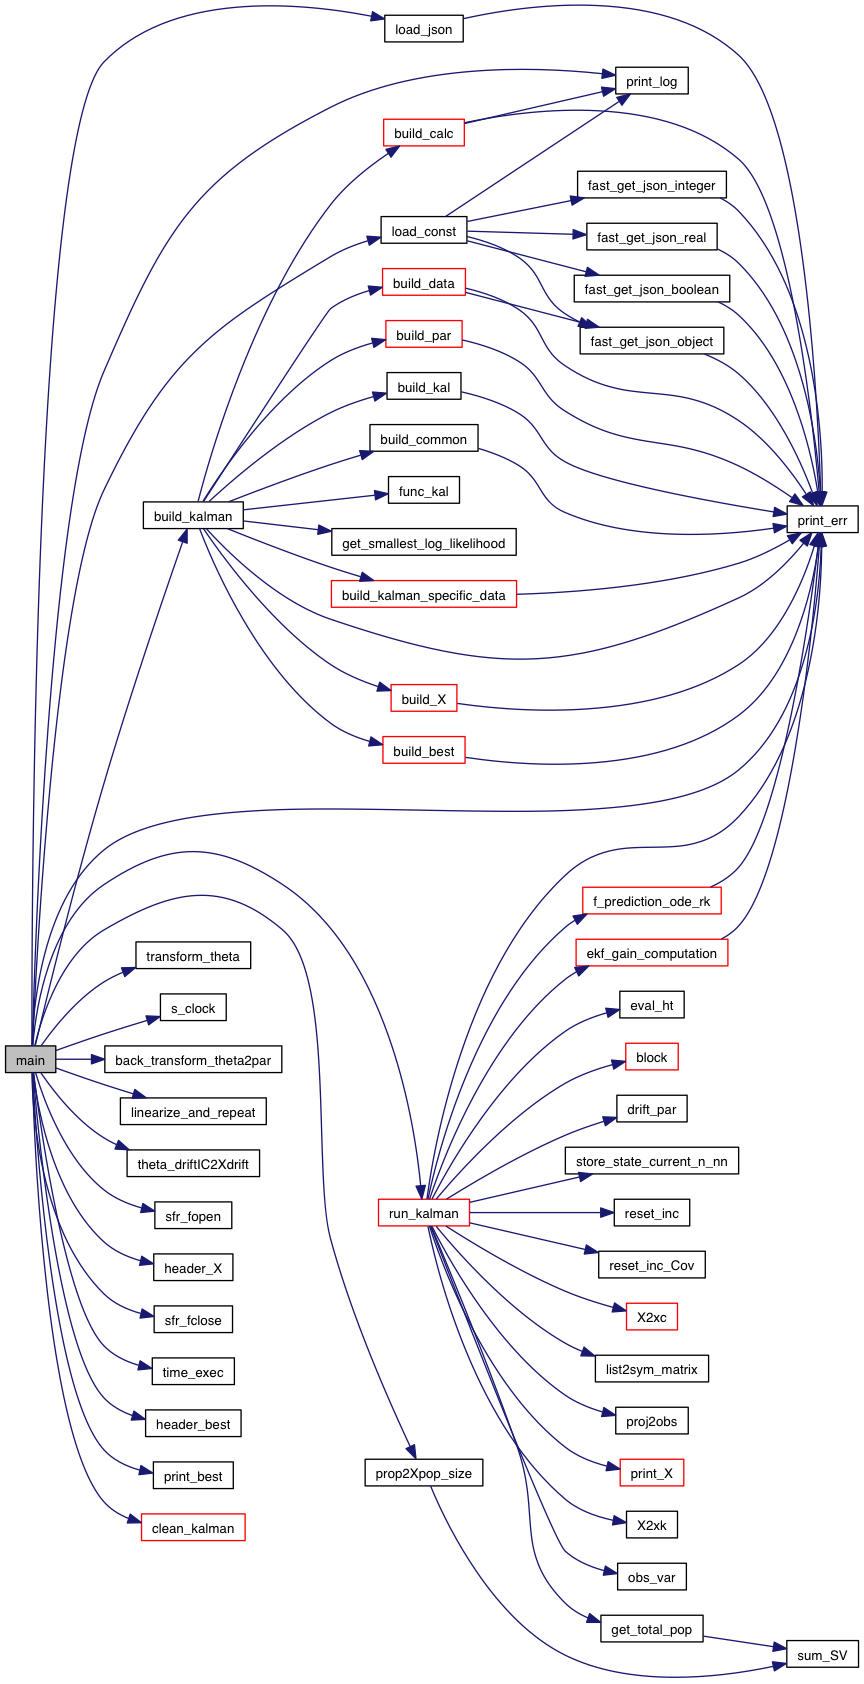 load_json
print_log
build_calc
fast_get_json_integer
load_const
fast_get_json_real
build_data
fast_get_json_boolean
build_par
fast_get_json_object
build_kal
build_common
func_kal
build_kalman
print_err
get_smallest_log_likelihood
build_kalman_specific_data
build_X
build_best
f_prediction_ode_rk
transform_theta
ekf_gain_computation
s_clock
eval_ht
main
back_transform_theta2par
block
linearize_and_repeat
drift_par
theta_driftIC2Xdrift
store_state_current_n_nn
sfr_fopen
run_kalman
reset_inc
header_X
reset_inc_Cov
sfr_fclose
X2xc
time_exec
list2sym_matrix
header_best
proj2obs
print_best
prop2Xpop_size
print_X
clean_kalman
X2xk
obs_var
get_total_pop
sum_SV